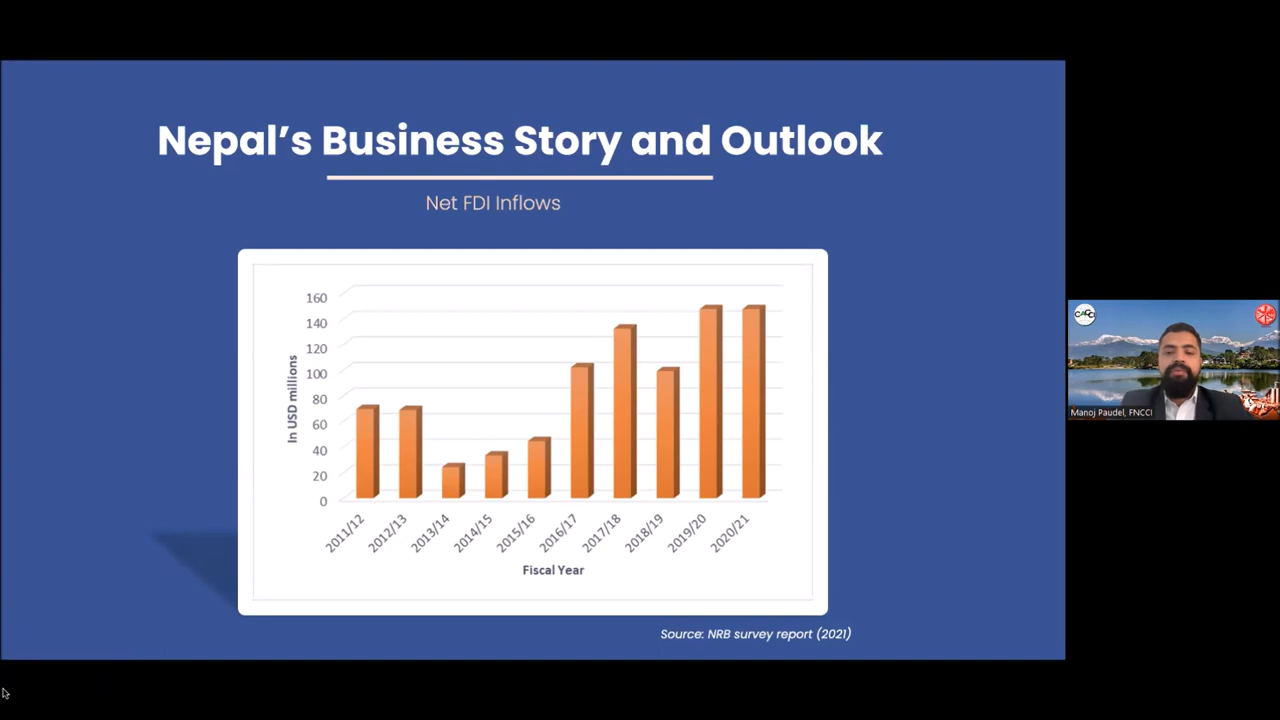 Nepal's Business Story and Outlook
Net FDI Inflows
160
140
120
100
80
60
40
20
0
In USD millions
2011/12
2012/13
2013/14
2014/15
2015/16
2016/17
2017/18
2018/19
2019/20
2020/21
Fiscal Year
Source: NRB survey report (2021)
CACCI
Manoj Paudel, FNCCI